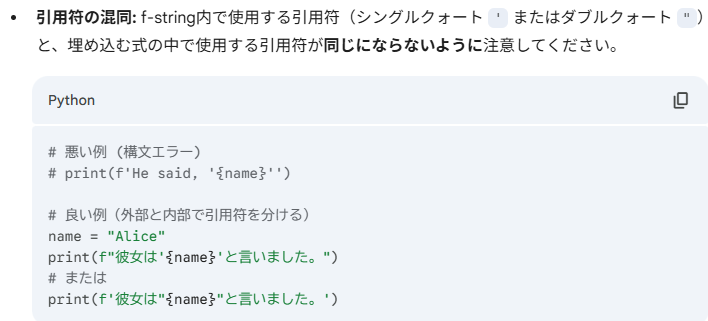 • 引用符の混同: f-string内で使用する引用符（シングルクォート ' またはダブルクォート "）
と、埋め込む式の中で使用する引用符が同じにならないように注意してください。
Python
# 悪い例 (構文エラー)
# print(f'He said, '{name}'')

# 良い例（外部と内部で引用符を分ける）
name = "Alice"
print(f"彼女は'{name}'と言いました。")
# または
print(f'彼女は"{name}"と言いました。')